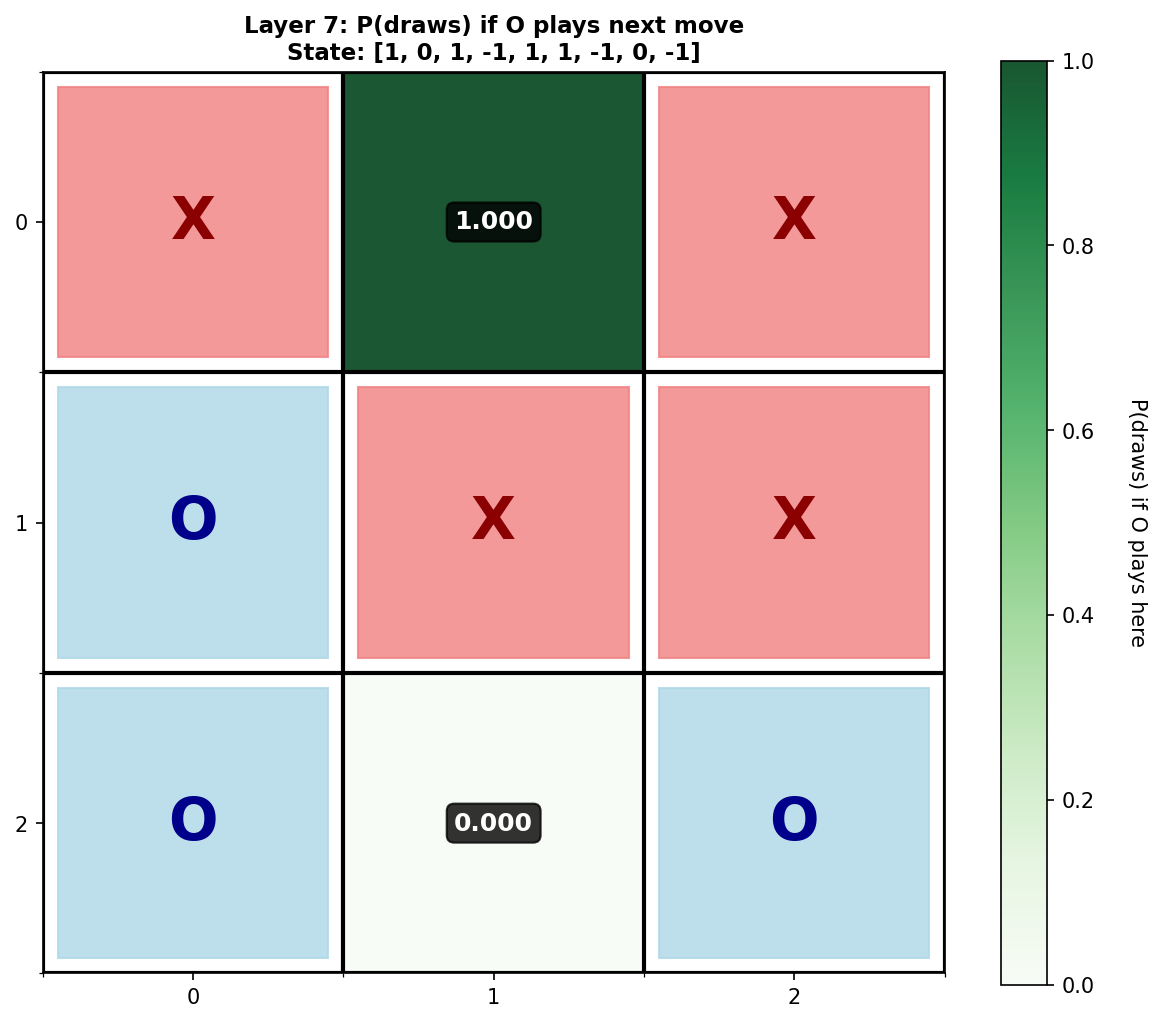 Layer 7: P(draws) if O plays next move
State: [1, 0, 1, -1, 1, 1, -1, 0, -1]
X 1.000 X
O X X
O 0.000 O
0
1
2
0 1 2
1.0
0.8
0.6
0.4
0.2
0.0
P(draws) if O plays here